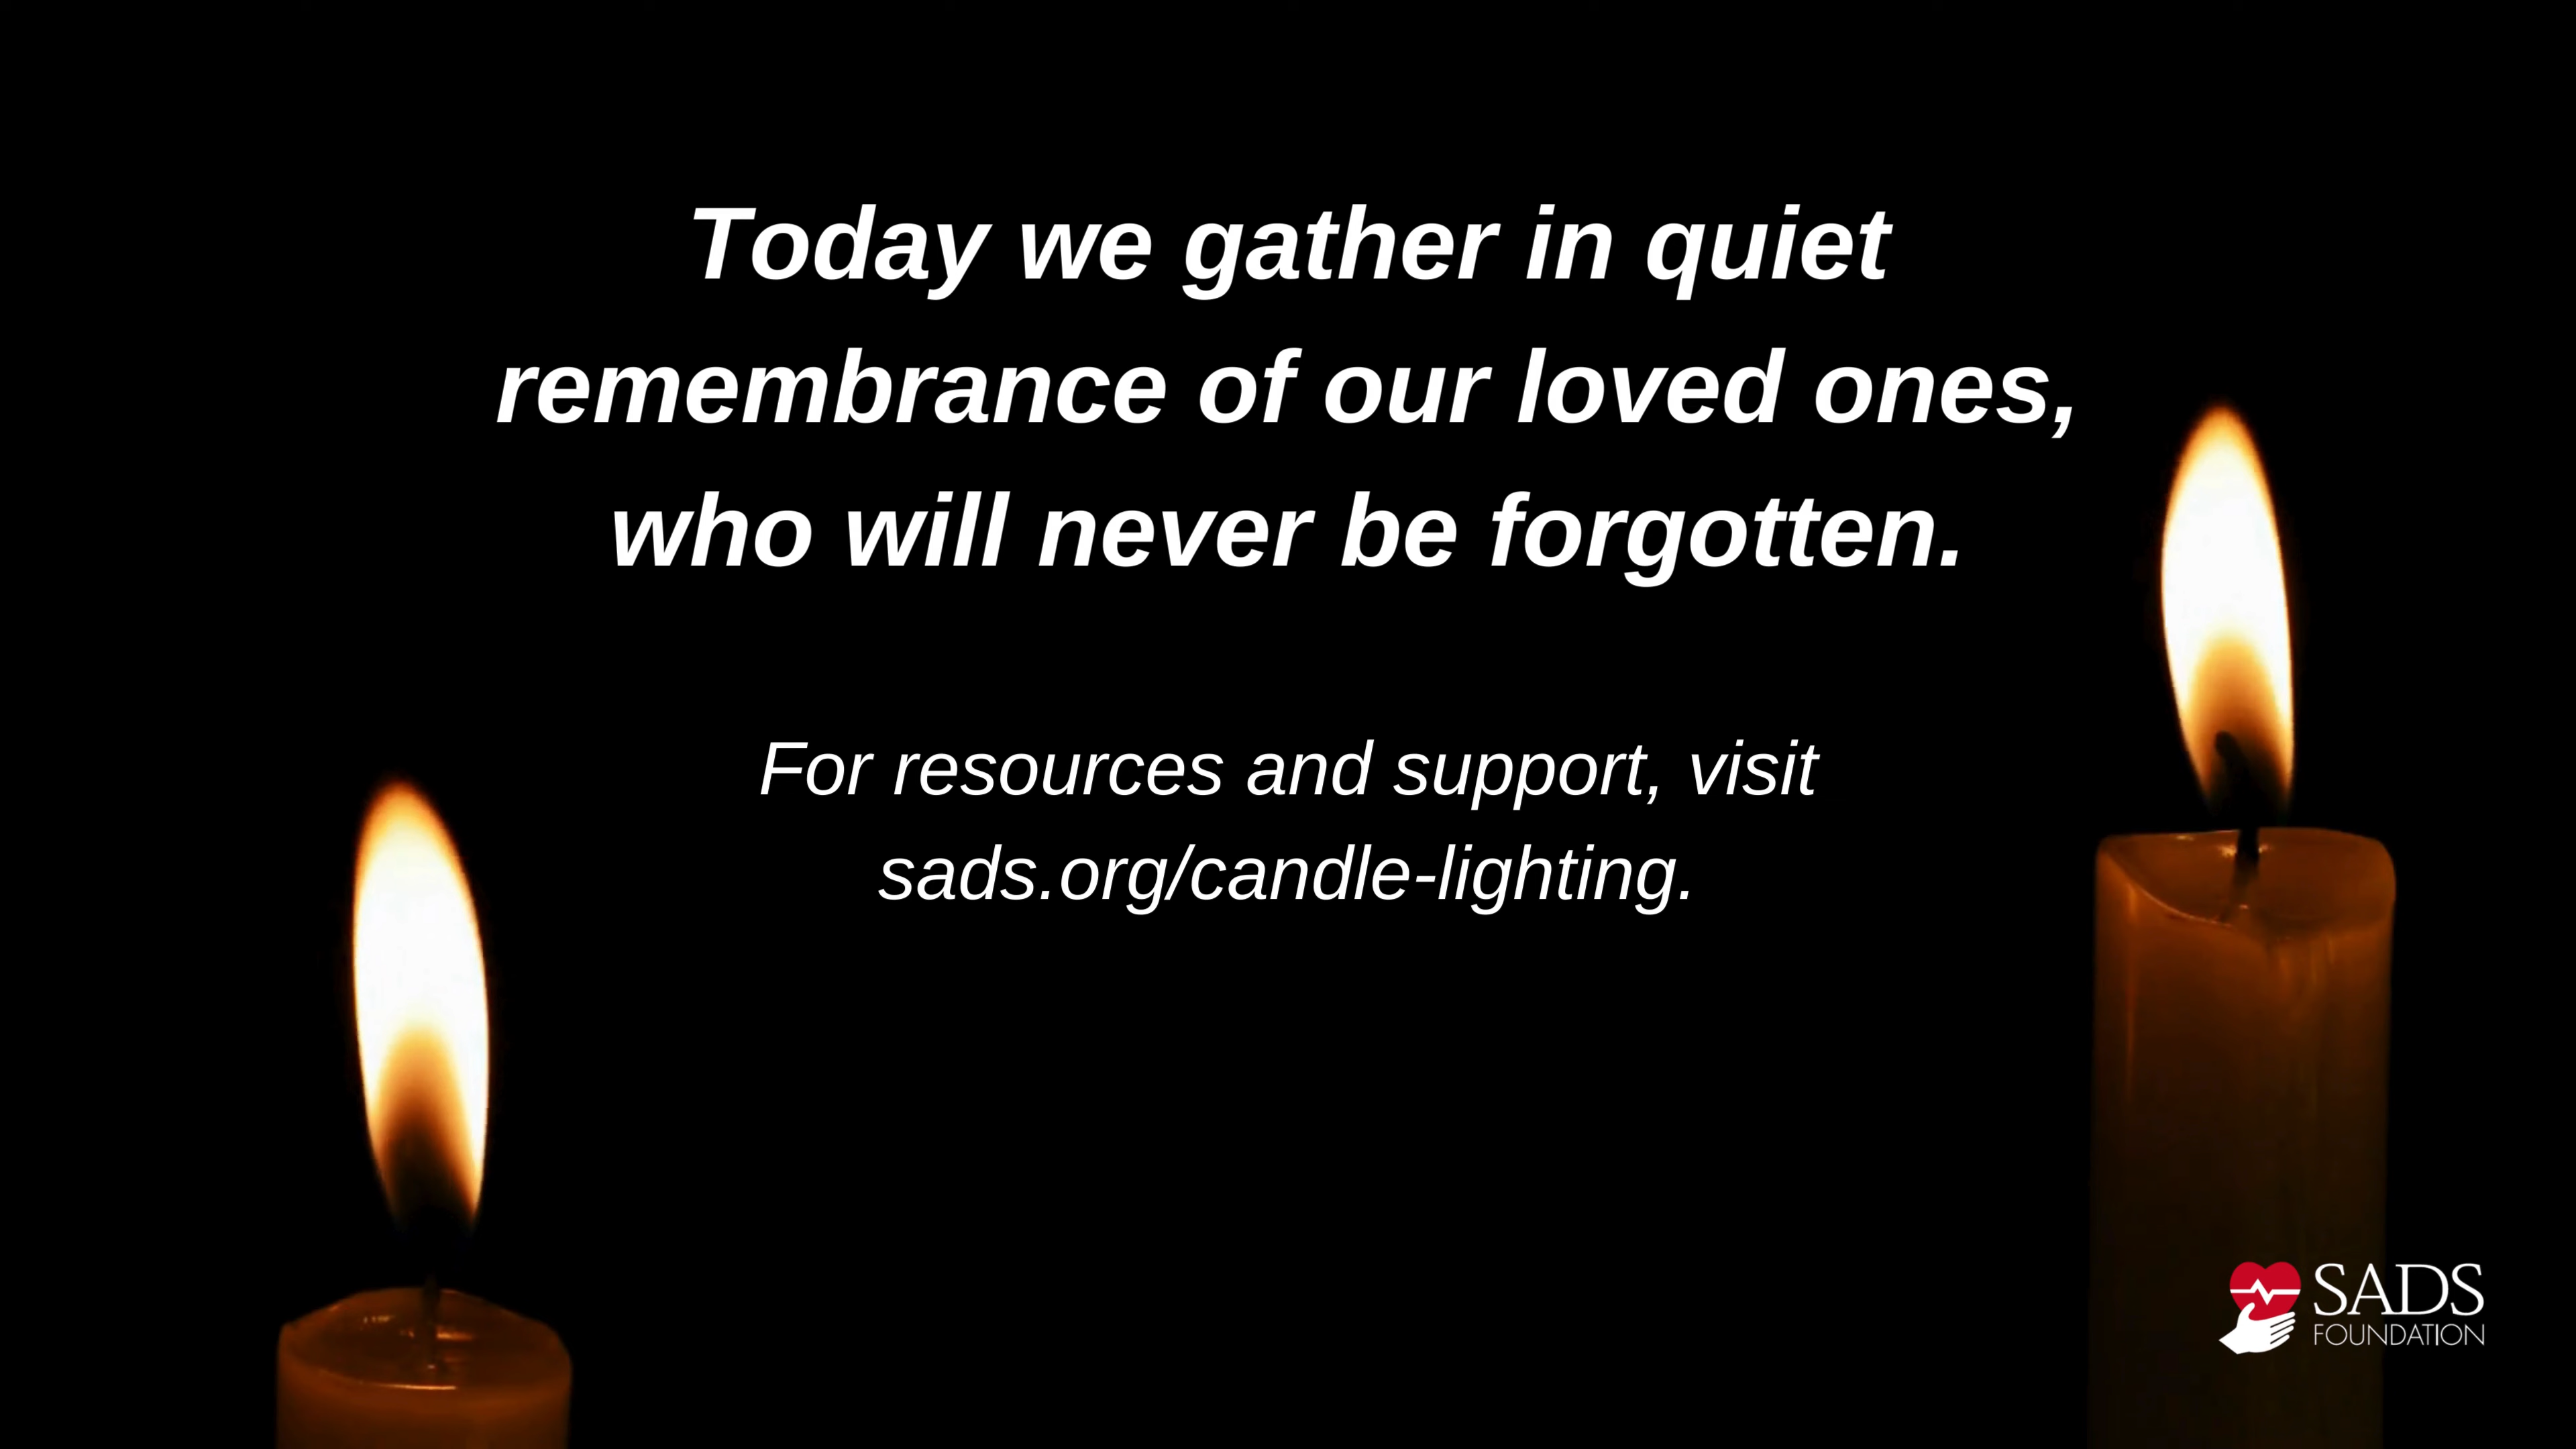 Today we gather in quiet
remembrance of our loved ones,
who will never be forgotten.
For resources and support, visit
sads.org/candle-lighting.
SADS
FOUNDATION